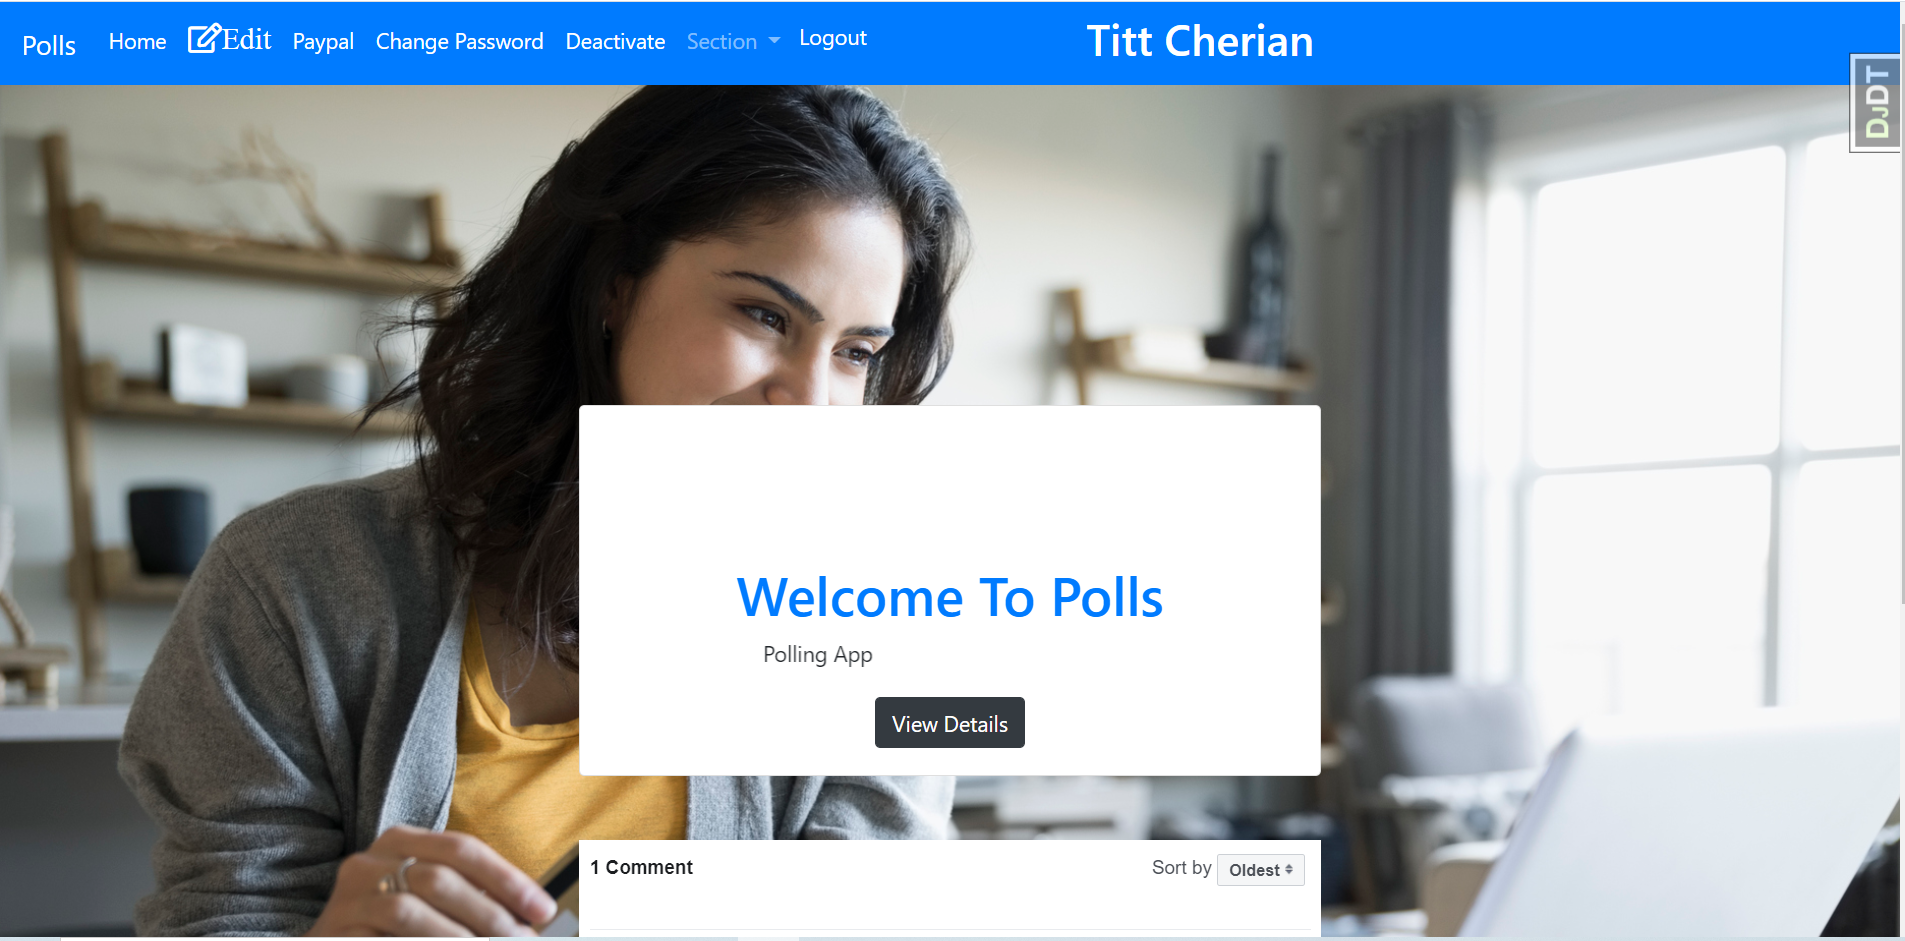 Polls Home Edit Paypal Change Password Deactivate Section Logout Titt Cherian
DJDT
Welcome To Polls
Polling App
View Details
1 Comment Sort by Oldest